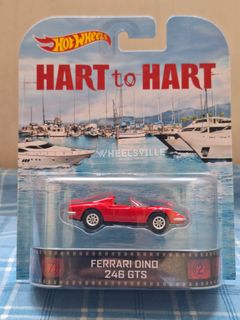 Hot Wheels
HART to HART
WHEELSVILLE
FERRARI DINO
246 GTS